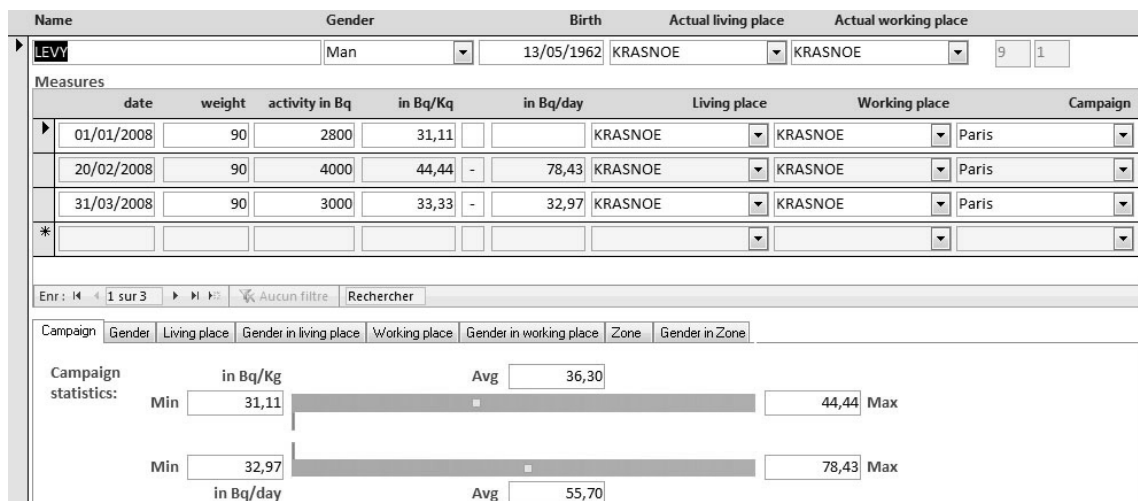 Name Gender Birth Actual living place Actual working place
LEVY Man 13/05/1962 KRASNOE KRASNOE 9 1
Measures
date weight activity in Bq in Bq/Kq in Bq/day Living place Working place Campaign
01/01/2008 90 2800 31,11 KRASNOE KRASNOE Paris
20/02/2008 90 4000 44,44 - 78,43 KRASNOE KRASNOE Paris
31/03/2008 90 3000 33,33 - 32,97 KRASNOE KRASNOE Paris
*
Enr : 1 sur 3 Aucun filtre Rechercher
Campaign Gender Living place Gender in living place Working place Gender in working place Zone Gender in Zone
Campaign in Bq/Kg Avg 36,30
statistics:
Min 31,11 44,44 Max
Min 32,97 78,43 Max
in Bq/day Avg 55,70